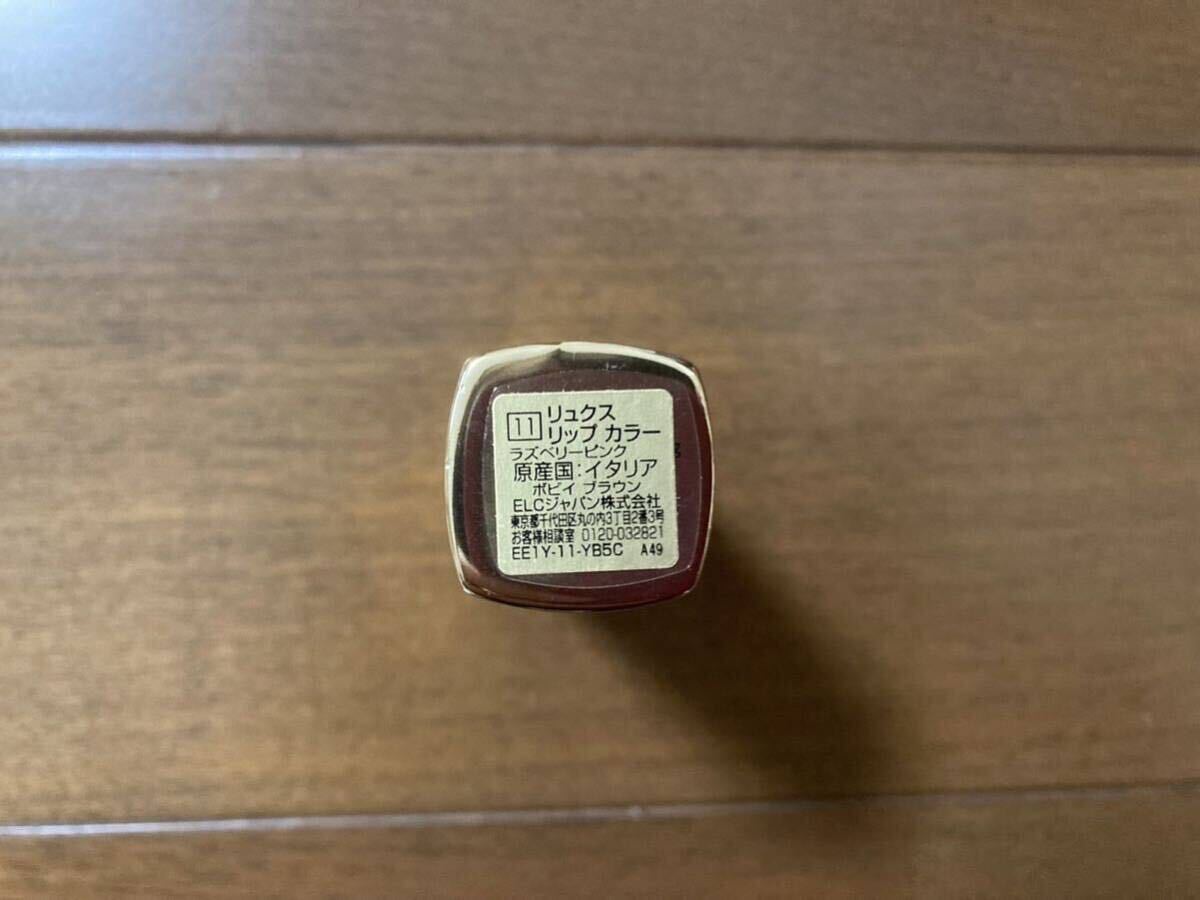 11 リュクス
リップ カラー
ラズベリーピンク
原産国:イタリア
ボビイ ブラウン
ELCジャパン株式会社
東京都千代田区丸の内3丁目2番3号
お客様相談室 0120-032821
EE1Y-11-YB5C A49